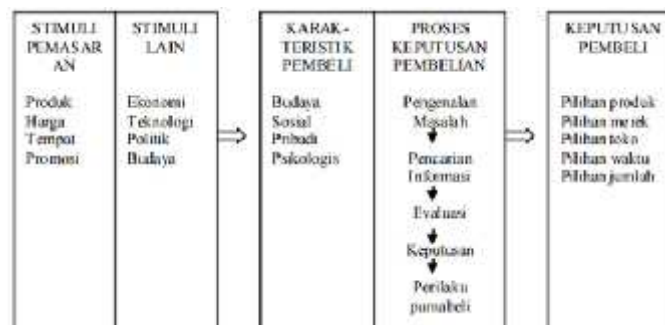 STIMULI
PEMASAR
AN
Produk
Harga
Tempat
Promosi
STIMULI
LAIN
Ekonomi
Teknologi
Politik
Budaya
KARAK-
TERISTIK
PEMBELI
Budaya
Sosial
Pribadi
Psikologis
PROSES
KEPUTUSAN
PEMBELIAN
Pengenalan
Masalah
Pencarian
Informasi
Evaluasi
Keputusan
Perilaku
purnabeli
KEPUTUSAN
PEMBELI
Pilihan produk
Pilihan merek
Pilihan toko
Pilihan waktu
Pilihan jumlah